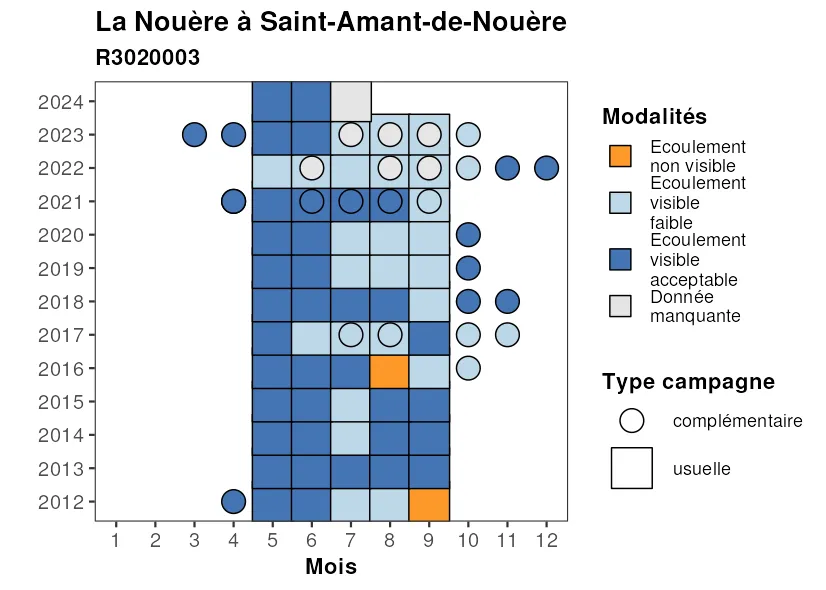 La Nouère à Saint-Amant-de-Nouère
R3020003
2024
2023
2022
2021
2020
2019
2018
2017
2016
2015
2014
2013
2012
1 2 3 4 5 6 7 8 9 10 11 12
Mois
Modalités
Ecoulement
non visible
Ecoulement
visible
faible
Ecoulement
visible
acceptable
Donnée
manquante
Type campagne
complémentaire
usuelle